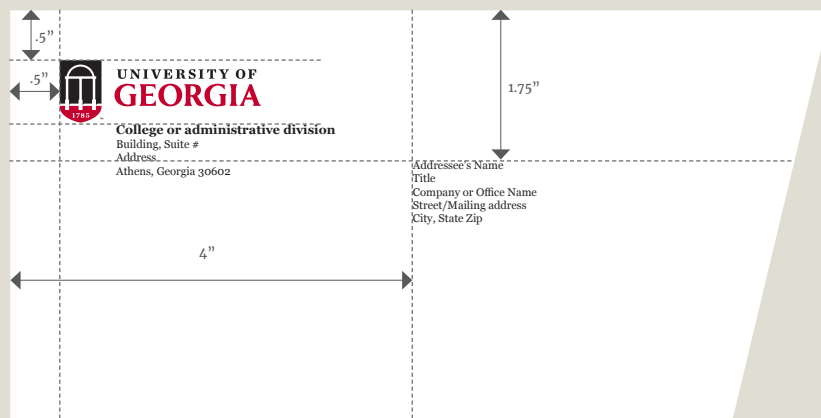 .5”
.5”
UNIVERSITY OF
GEORGIA
1785
College or administrative division
Building, Suite #
Address
Athens, Georgia 30602
1.75”
Addressee's Name
Title
Company or Office Name
Street/Mailing address
City, State Zip
4”